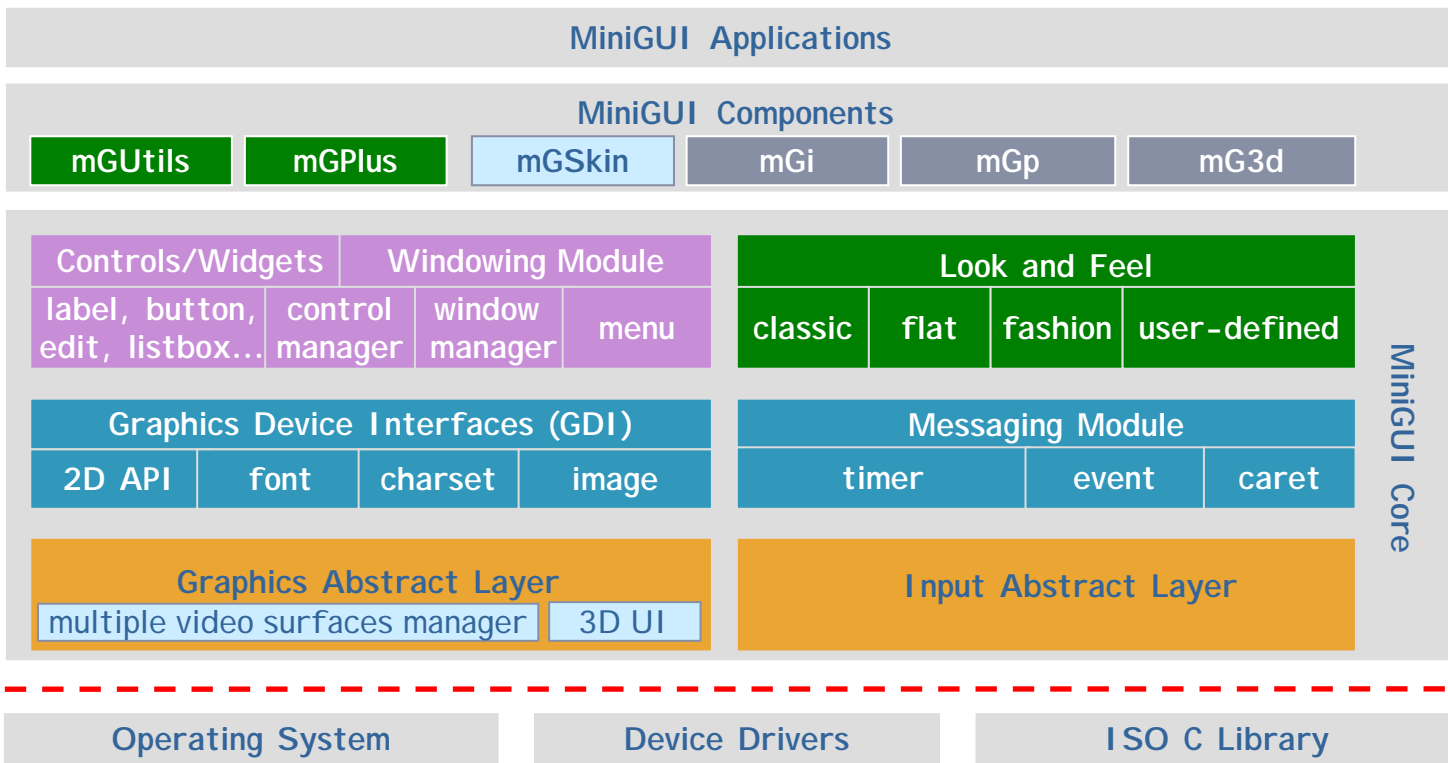 MiniGUI Applications
MiniGUI Components
mGUtils
mGPlus
mGSkin
mGi
mGp
mG3d
Controls/Widgets
Windowing Module
label, button,
edit, listbox...
control
manager
window
manager
menu
Look and Feel
classic
flat
fashion
user-defined
MiniGUI Core
Graphics Device Interfaces (GDI)
2D API
font
charset
image
Messaging Module
timer
event
caret
Graphics Abstract Layer
multiple video surfaces manager
3D UI
Input Abstract Layer
Operating System
Device Drivers
ISO C Library